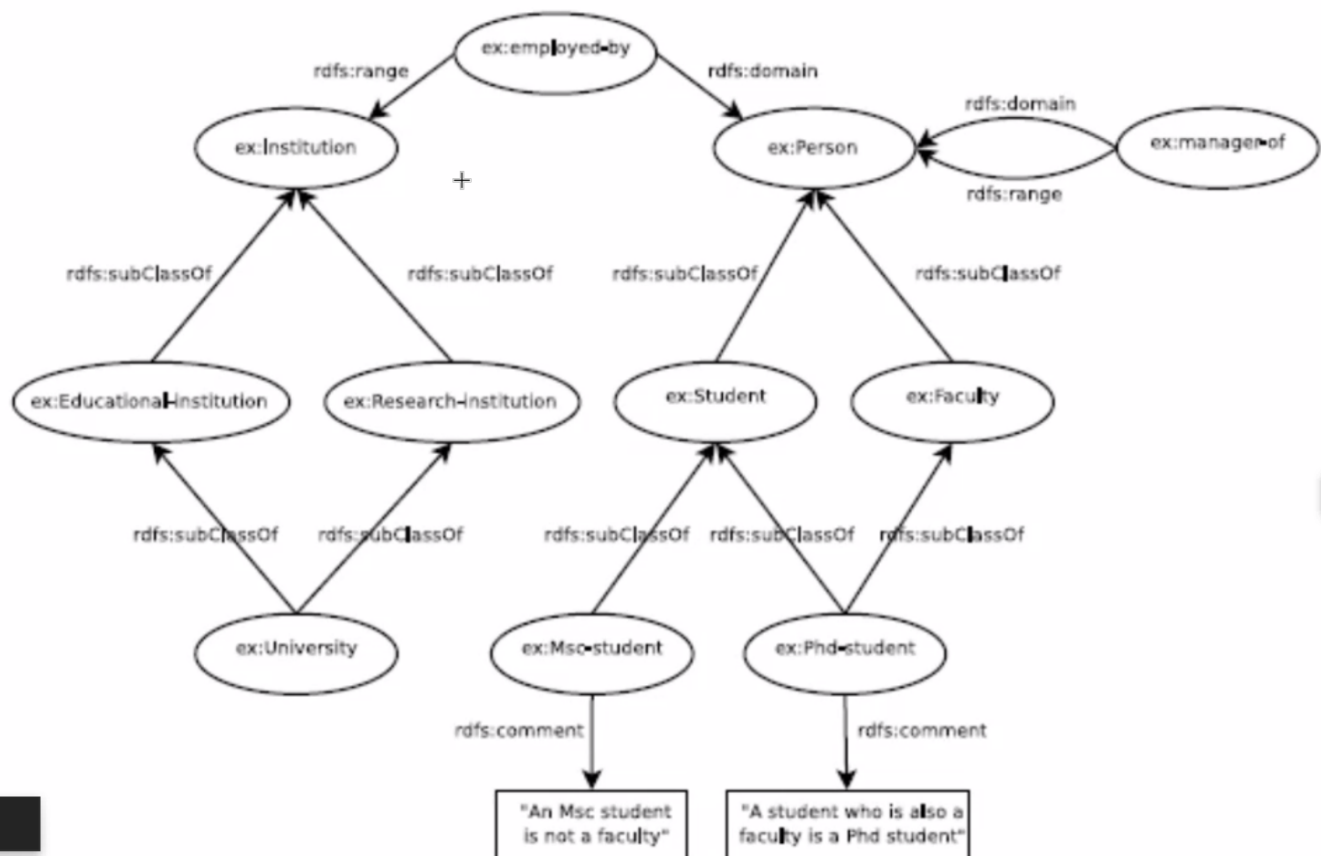 ex:employed-by
rdfs:range
rdfs:domain
rdfs:domain
ex:Institution
ex:Person
ex:manager-of
rdfs:range
rdfs:subClassOf
rdfs:subClassOf
rdfs:subClassOf
rdfs:subClassOf
ex:Educational-institution
ex:Research-institution
ex:Student
ex:Faculty
rdfs:subClassOf
rdfs:subClassOf
rdfs:subClassOf
rdfs:subClassOf
rdfs:subClassOf
ex:University
ex:Msc-student
ex:Phd-student
rdfs:comment
rdfs:comment
"An Msc student
is not a faculty"
"A student who is also a
faculty is a Phd student"